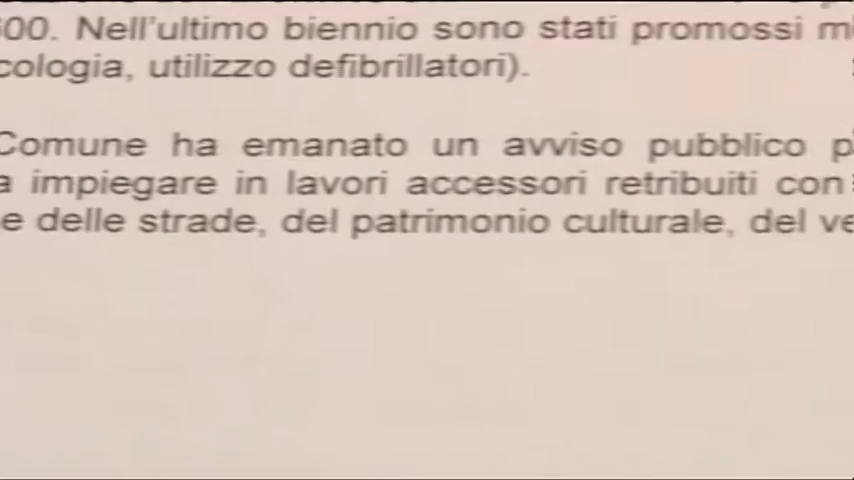 600. Nell'ultimo biennio sono stati promossi m
cologia, utilizzo defibrillatori).
Comune ha emanato un avviso pubblico p
a impiegare in lavori accessori retribuiti con
e delle strade, del patrimonio culturale, del ve